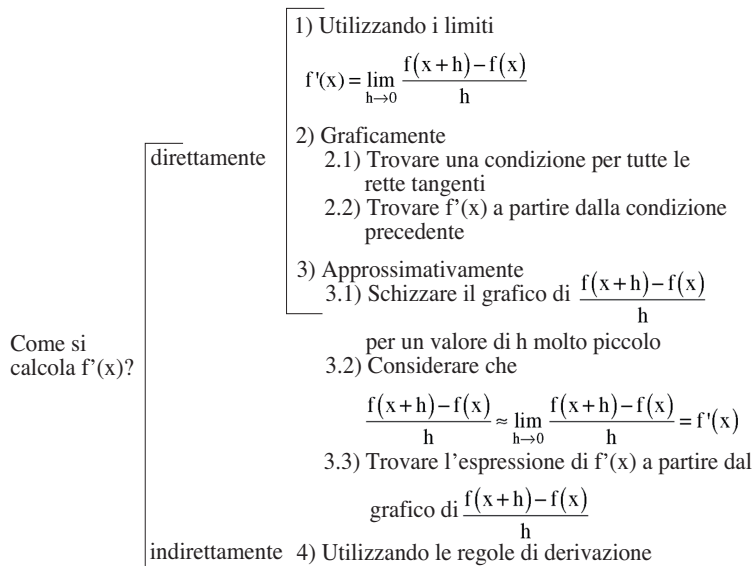 Come si
calcola f’(x)?
direttamente
1) Utilizzando i limiti
f'(x) = lim h→0 (f(x+h)−f(x))/h
2) Graficamente
2.1) Trovare una condizione per tutte le
rette tangenti
2.2) Trovare f’(x) a partire dalla condizione
precedente
3) Approssimativamente
3.1) Schizzare il grafico di (f(x+h)−f(x))/h
per un valore di h molto piccolo
3.2) Considerare che
(f(x+h)−f(x))/h ≈ lim h→0 (f(x+h)−f(x))/h = f'(x)
3.3) Trovare l’espressione di f’(x) a partire dal
grafico di (f(x+h)−f(x))/h
indirettamente
4) Utilizzando le regole di derivazione